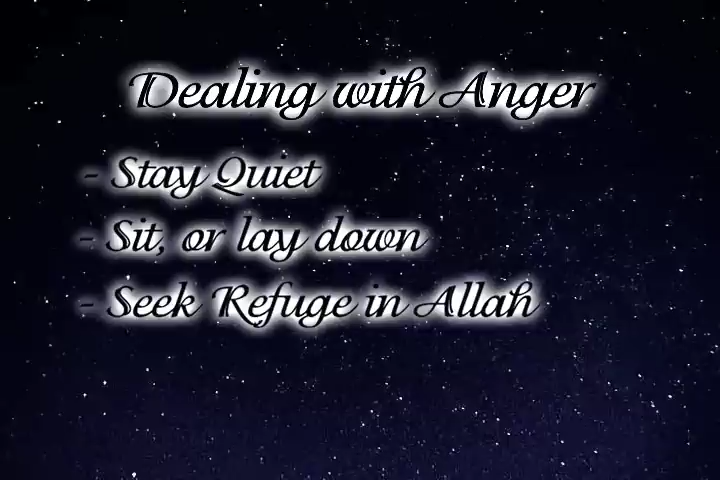 Dealing with Anger
- Stay Quiet
- Sit, or lay down
- Seek Refuge in Allah